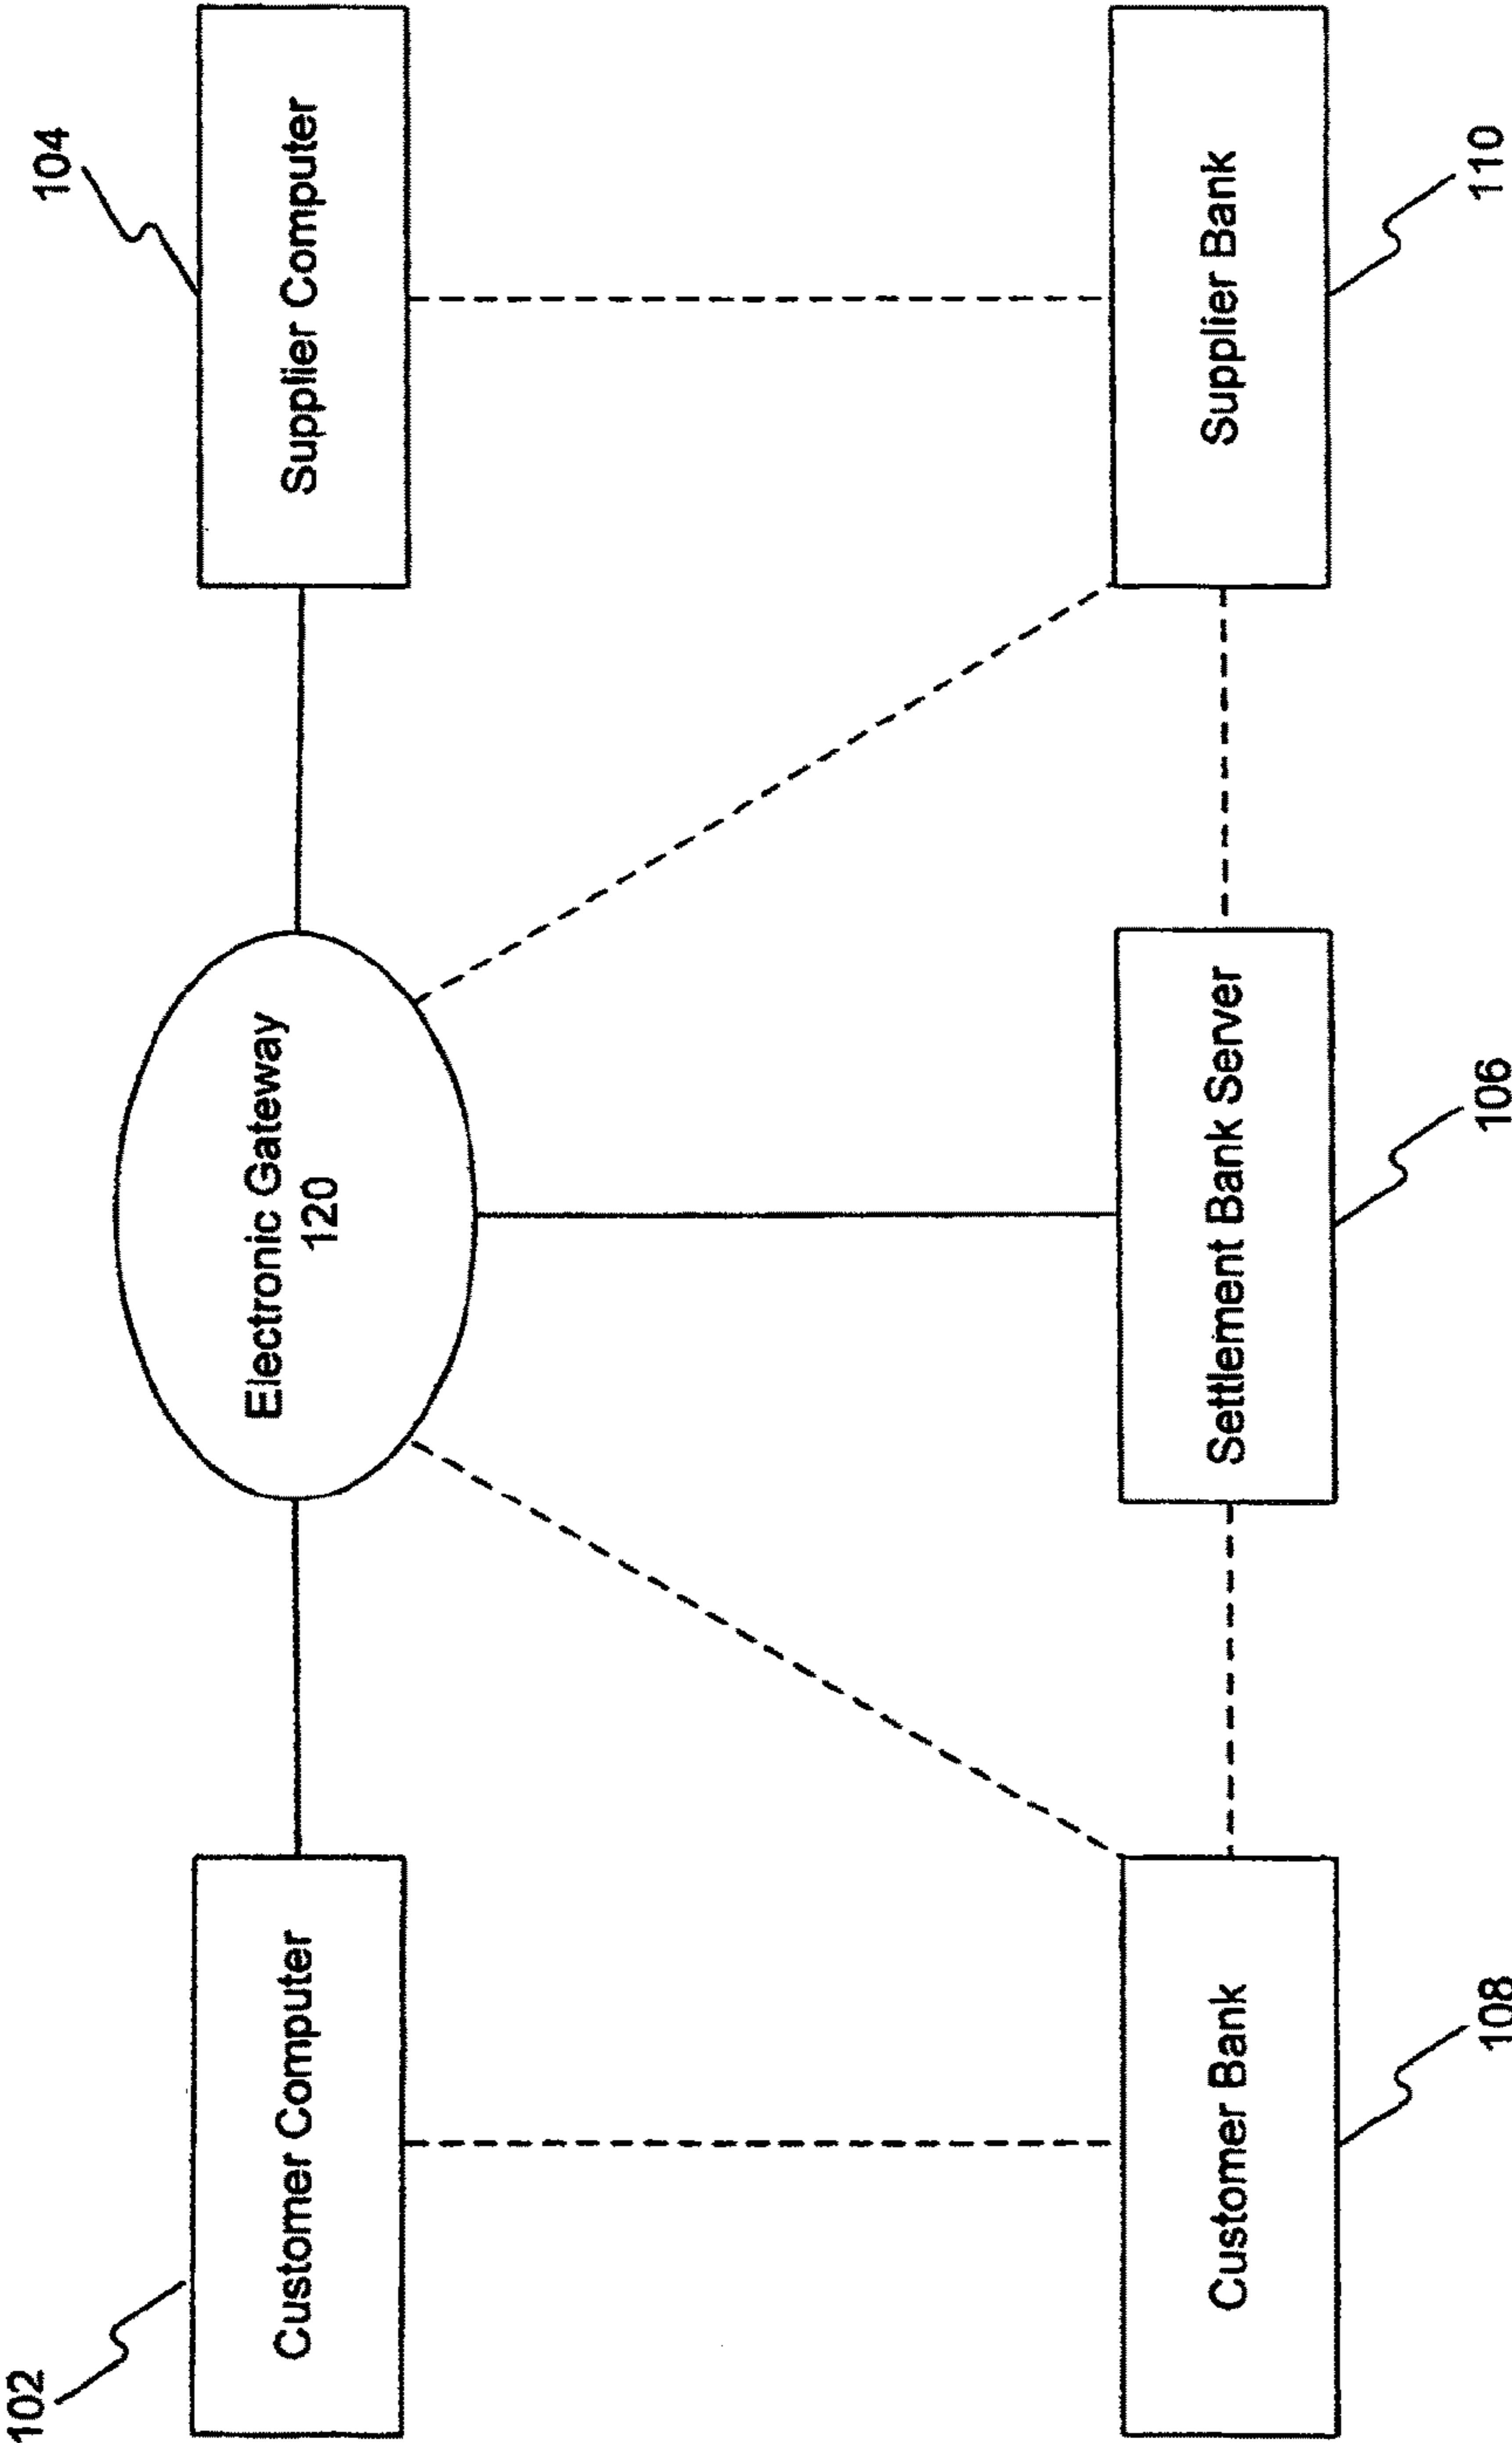 102
104
Customer Computer
Electronic Gateway
120
Supplier Computer
Customer Bank
Settlement Bank Server
Supplier Bank
108
106
110